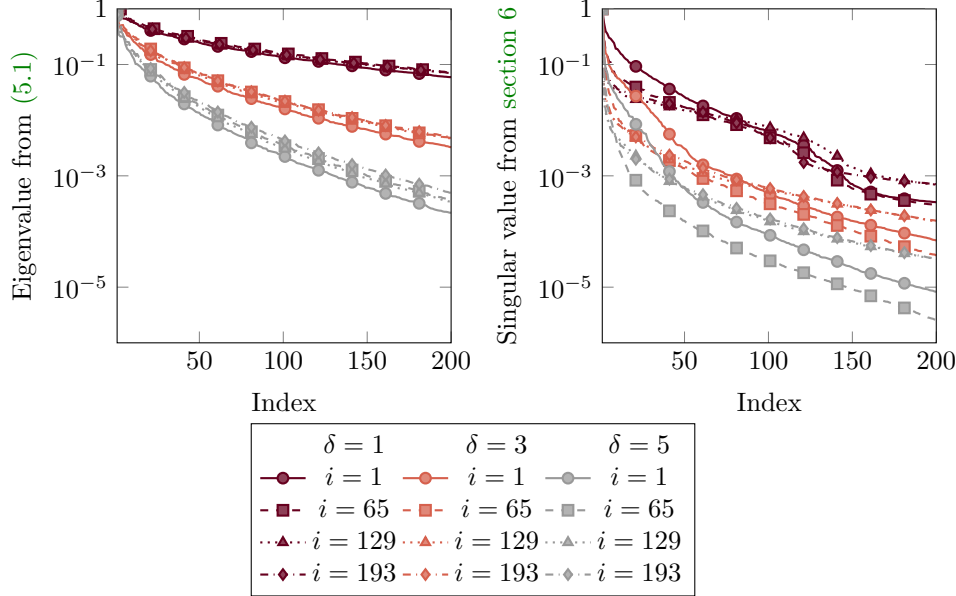 1
10−1
10−3
10−5
50 100 150 200
Index
Eigenvalue from (5.1)
1
10−1
10−3
10−5
50 100 150 200
Index
Singular value from section 6
δ = 1 δ = 3 δ = 5
i = 1 i = 1 i = 1
i = 65 i = 65 i = 65
i = 129 i = 129 i = 129
i = 193 i = 193 i = 193